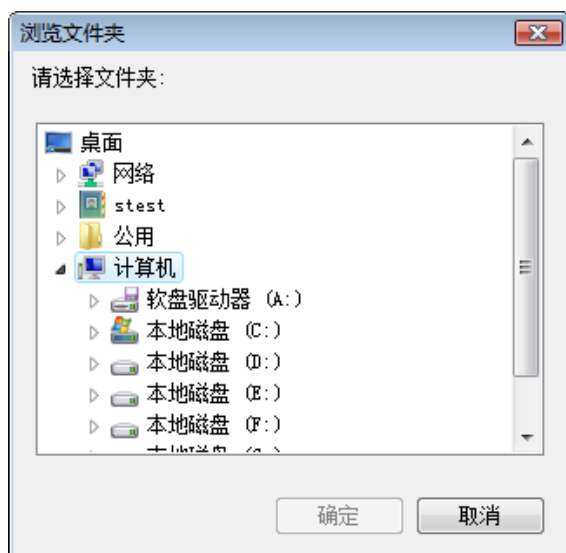 浏览文件夹
请选择文件夹:
桌面
网络
stest
公用
计算机
软盘驱动器 (A:)
本地磁盘 (C:)
本地磁盘 (D:)
本地磁盘 (E:)
本地磁盘 (F:)
确定
取消